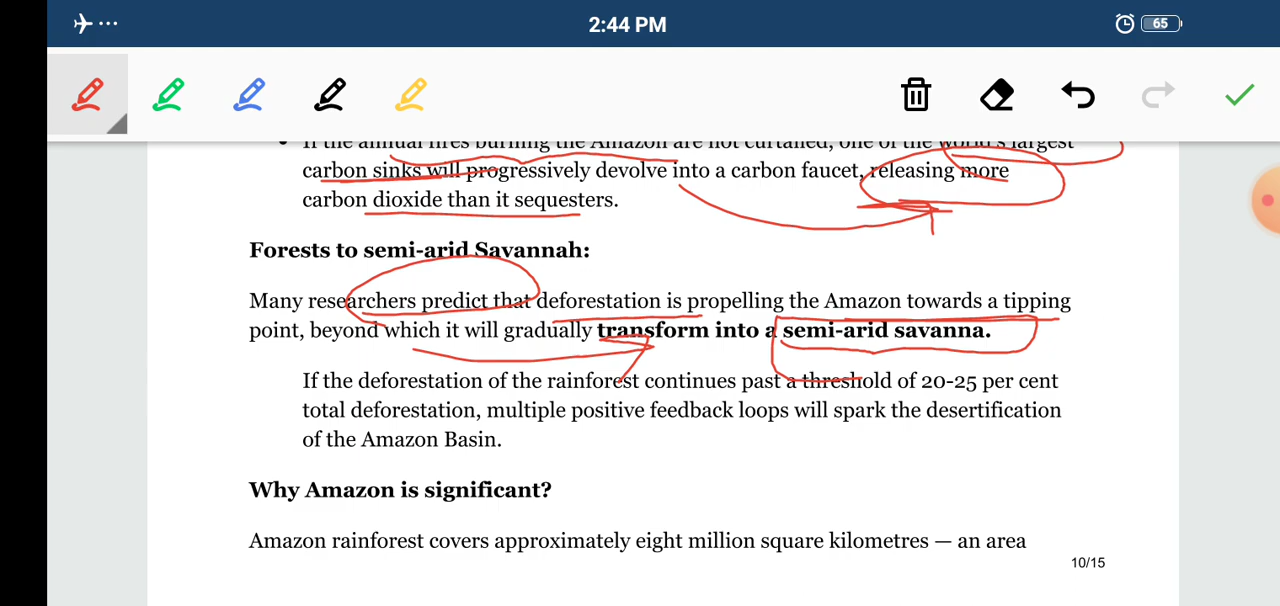 2:44 PM
65
If the annual fires burning the Amazon are not curtailed, one of the world's largest
carbon sinks will progressively devolve into a carbon faucet, releasing more
carbon dioxide than it sequesters.
Forests to semi-arid Savannah:
Many researchers predict that deforestation is propelling the Amazon towards a tipping
point, beyond which it will gradually transform into a semi-arid savanna.
If the deforestation of the rainforest continues past a threshold of 20-25 per cent
total deforestation, multiple positive feedback loops will spark the desertification
of the Amazon Basin.
Why Amazon is significant?
Amazon rainforest covers approximately eight million square kilometres — an area
10/15